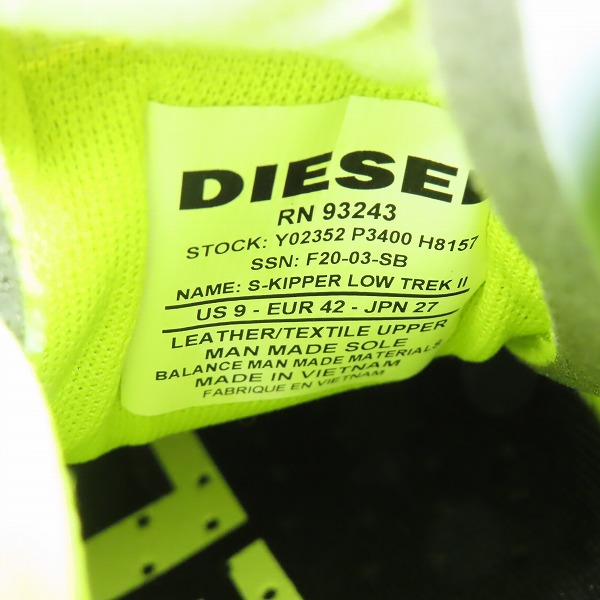 DIESEL
RN 93243
STOCK: Y02352 P3400 H8157
SSN: F20-03-SB
NAME: S-KIPPER LOW TREK II
US 9 - EUR 42 - JPN 27
LEATHER/TEXTILE UPPER
MAN MADE SOLE
BALANCE MAN MADE MATERIALS
MADE IN VIETNAM
FABRIQUE EN VIETNAM